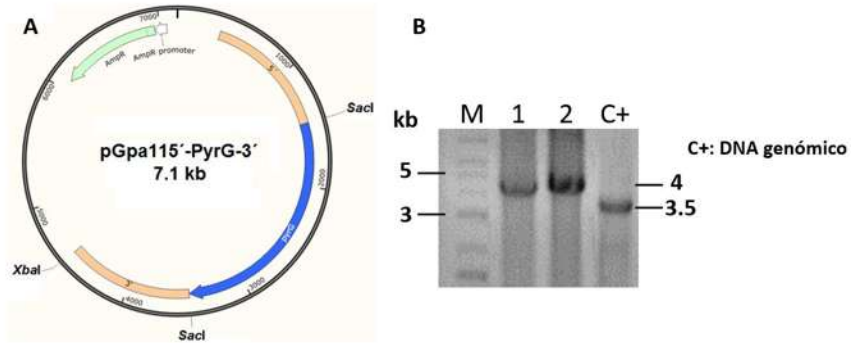 A
7000
AmpR promoter
AmpR
6000
5´
1000
SacI
pGpa115´-PyrG-3´
7.1 kb
2000
PyrG
3000
SacI
4000
3´
XbaI
5000
B
kb
M 1 2 C+
5
3
4
3.5
C+: DNA genómico